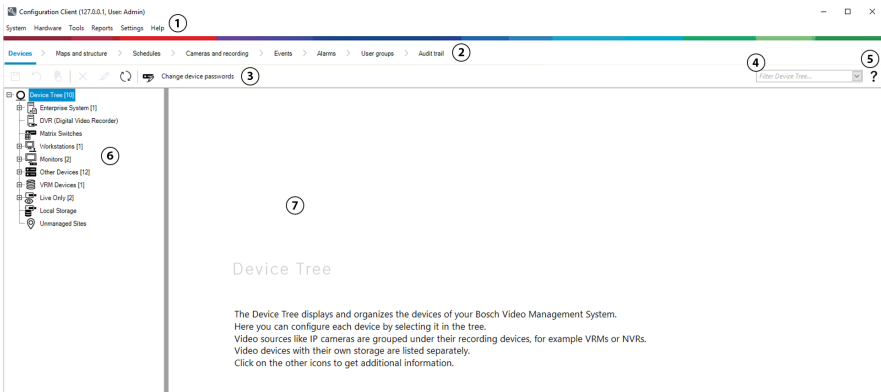 Configuration Client (127.0.0.1, User: Admin)
System Hardware Tools Reports Settings Help 1
Devices > Maps and structure > Schedules > Cameras and recording > Events > Alarms > User groups > Audit trail 2
Change device passwords 3
4
Filter Device Tree...
5
?
Device Tree [10]
Enterprise System [1]
DVR (Digital Video Recorder)
Matrix Switches
Workstations [1]
Monitors [2]
6
Other Devices [12]
VRM Devices [1]
Live Only [2]
Local Storage
Unmanaged Sites
7
Device Tree
The Device Tree displays and organizes the devices of your Bosch Video Management System.
Here you can configure each device by selecting it in the tree.
Video sources like IP cameras are grouped under their recording devices, for example VRMs or NVRs.
Video devices with their own storage are listed separately.
Click on the other icons to get additional information.